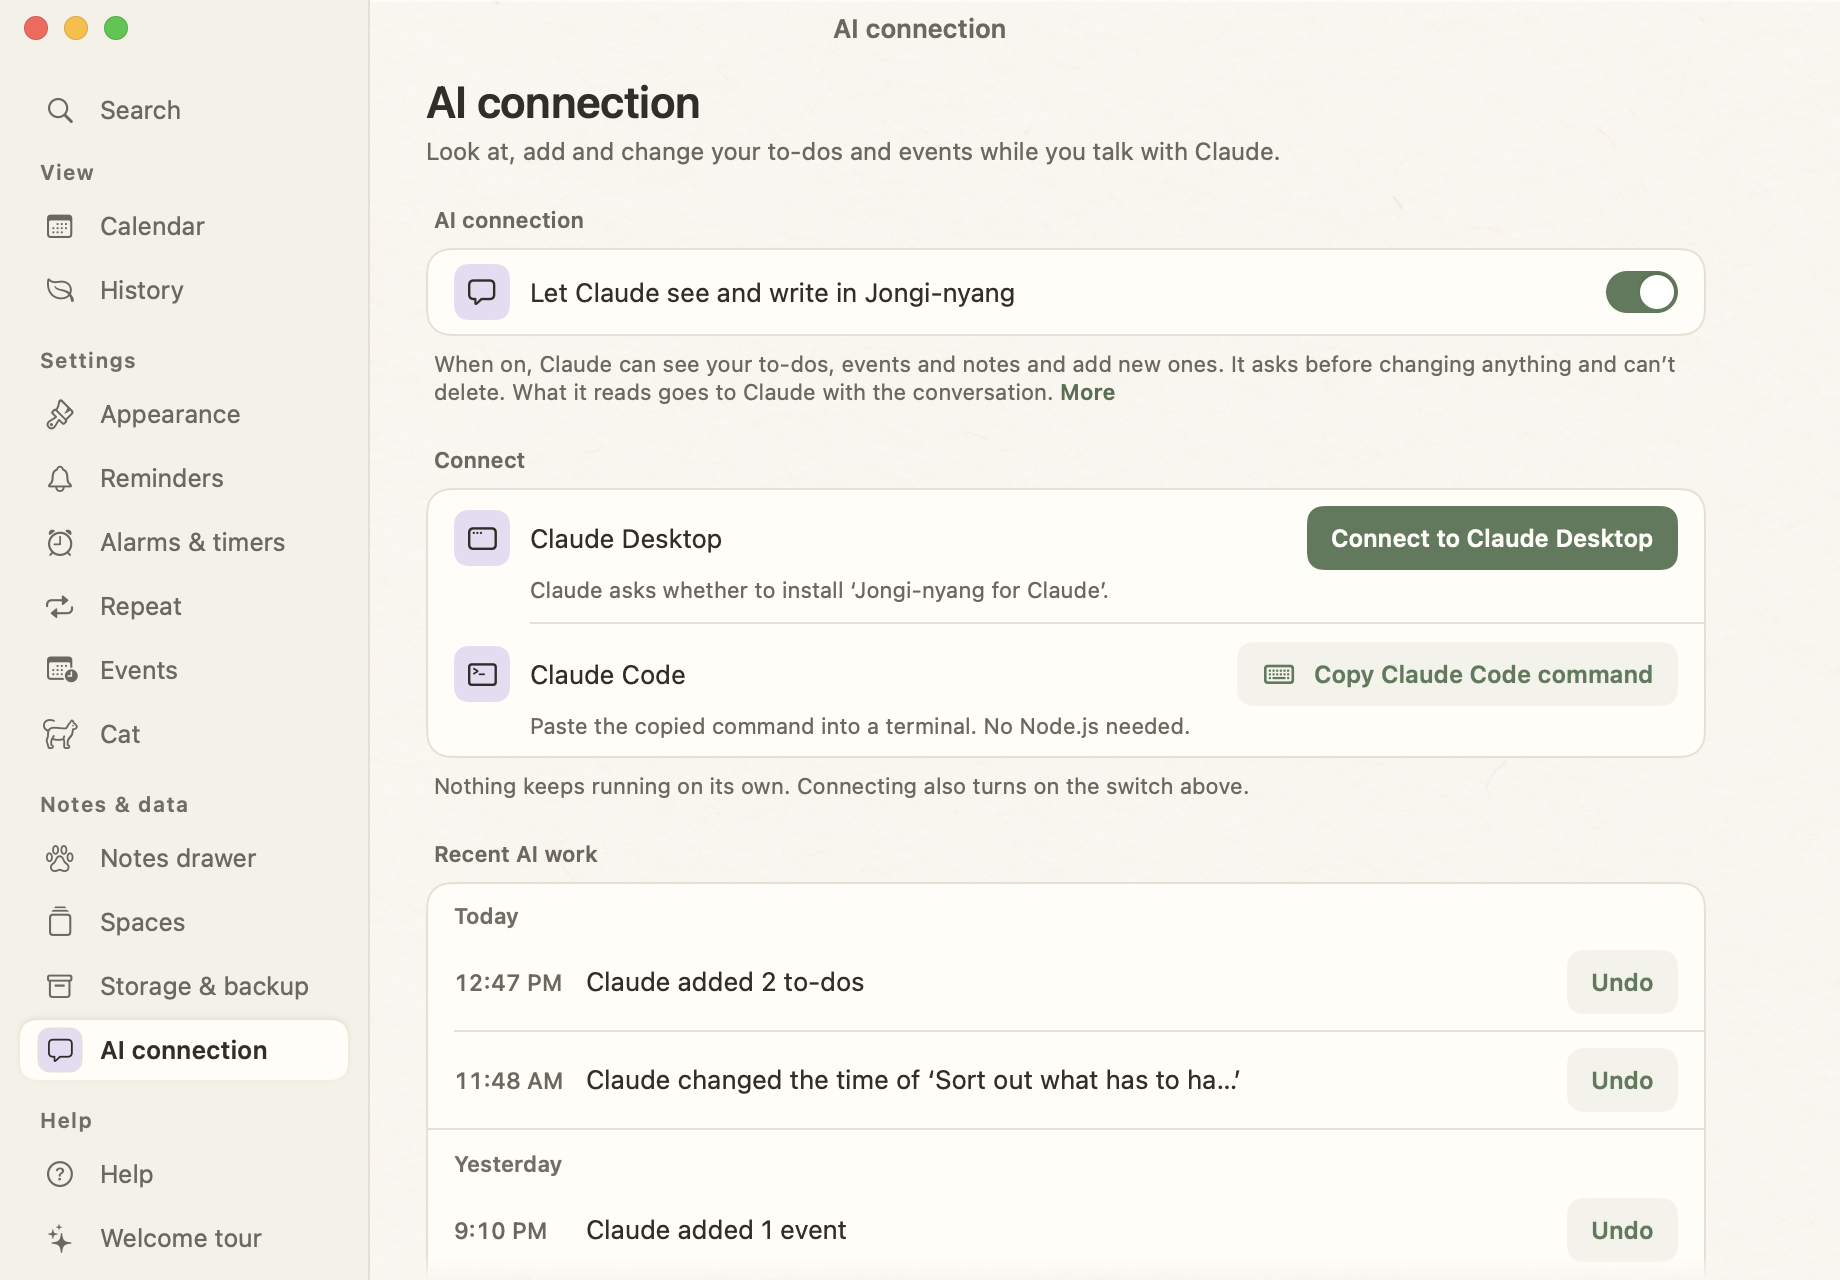 AI connection
Search
View
Calendar
History
Settings
Appearance
Reminders
Alarms & timers
Repeat
Events
Cat
Notes & data
Notes drawer
Spaces
Storage & backup
AI connection
Help
Help
Welcome tour
AI connection
Look at, add and change your to-dos and events while you talk with Claude.
AI connection
Let Claude see and write in Jongi-nyang
When on, Claude can see your to-dos, events and notes and add new ones. It asks before changing anything and can’t
delete. What it reads goes to Claude with the conversation. More
Connect
Claude Desktop
Connect to Claude Desktop
Claude asks whether to install ‘Jongi-nyang for Claude’.
Claude Code
Copy Claude Code command
Paste the copied command into a terminal. No Node.js needed.
Nothing keeps running on its own. Connecting also turns on the switch above.
Recent AI work
Today
12:47 PM Claude added 2 to-dos Undo
11:48 AM Claude changed the time of ‘Sort out what has to ha…’ Undo
Yesterday
9:10 PM Claude added 1 event Undo